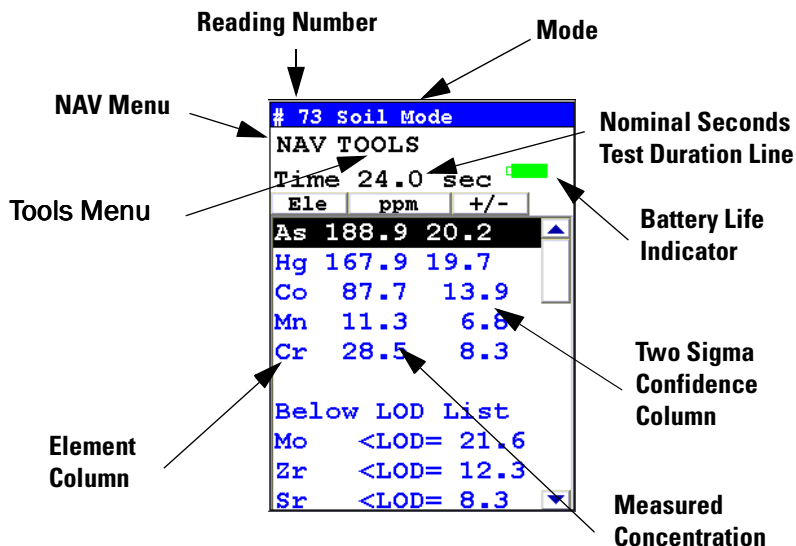 Reading Number
Mode
NAV Menu
# 73 Soil Mode
NAV TOOLS
Nominal Seconds
Test Duration Line
Time 24.0 sec
Tools Menu
Ele ppm +/-
Battery Life
Indicator
As 188.9 20.2
Hg 167.9 19.7
Co 87.7 13.9
Mn 11.3 6.8
Cr 28.5 8.3
Two Sigma
Confidence
Column
Below LOD List
Element
Column
Mo <LOD= 21.6
Zr <LOD= 12.3
Sr <LOD= 8.3
Measured
Concentration